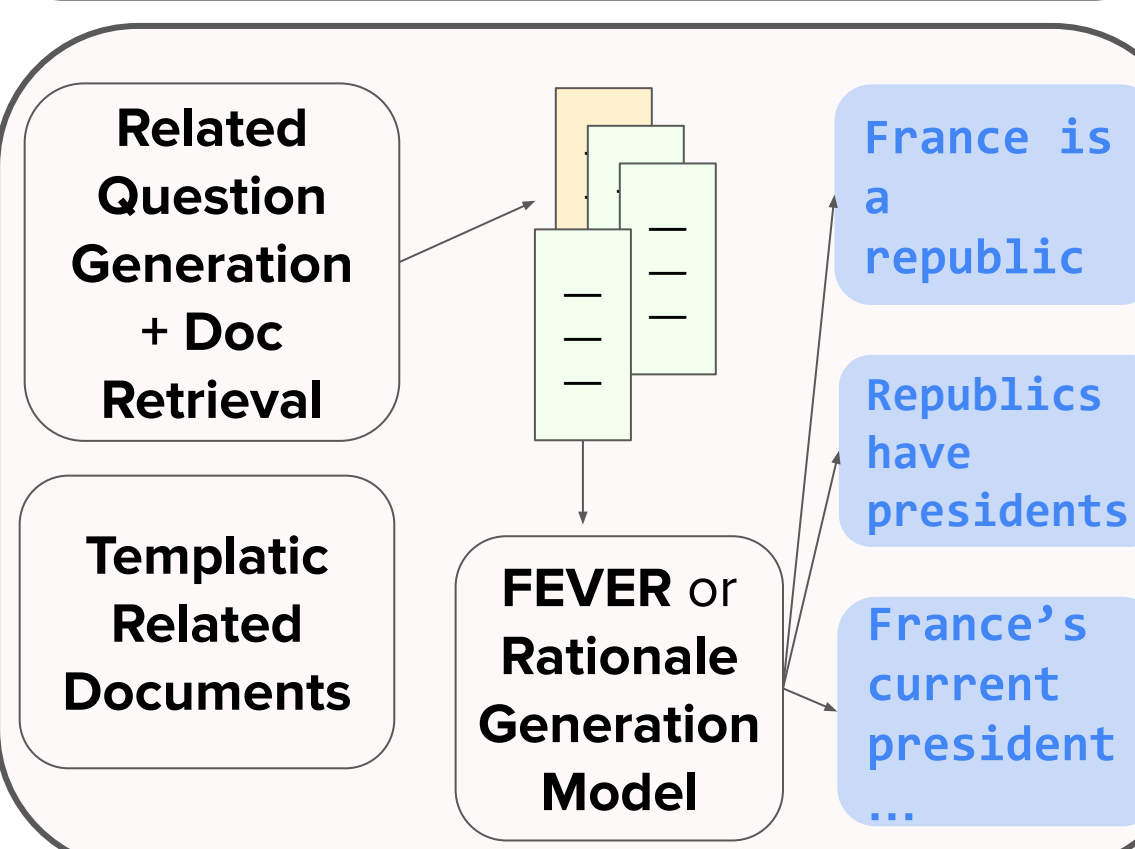 Related
Question
Generation
+ Doc
Retrieval
Templatic
Related
Documents
FEVER or
Rationale
Generation
Model
France is
a
republic
Republics
have
presidents
France’s
current
president
...